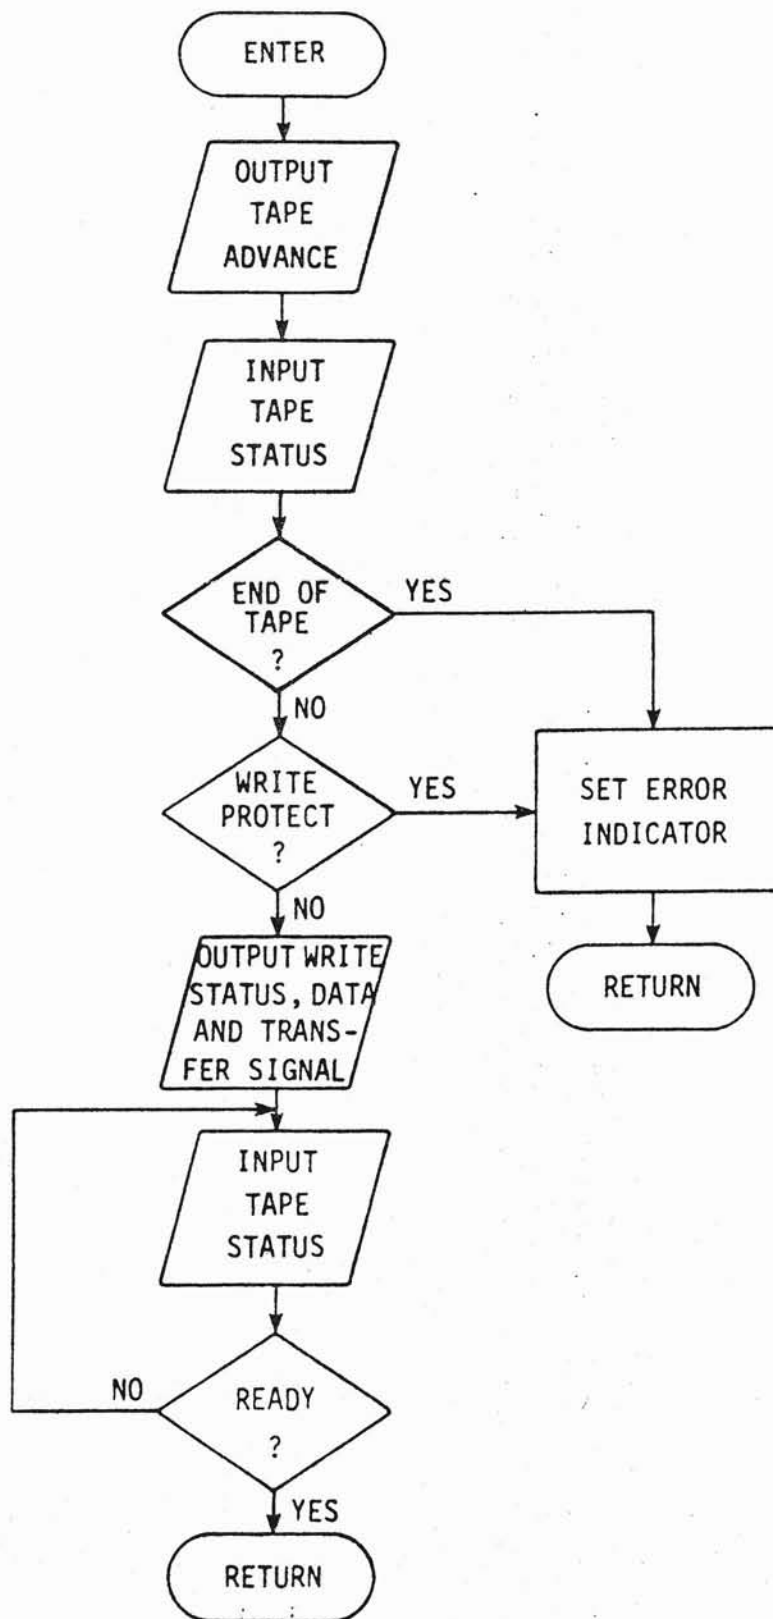 ENTER
OUTPUT
TAPE
ADVANCE
INPUT
TAPE
STATUS
END OF
TAPE
?
YES
NO
WRITE
PROTECT
?
YES
SET ERROR
INDICATOR
NO
RETURN
OUTPUT WRITE
STATUS, DATA
AND TRANS-
FER SIGNAL
INPUT
TAPE
STATUS
NO
READY
?
YES
RETURN